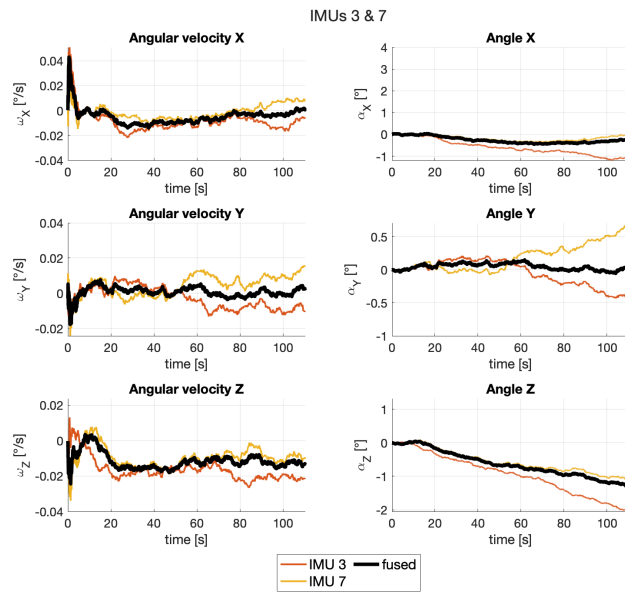 IMUs 3 & 7
Angular velocity X
ω_X [°/s]
0.04
0.02
0
-0.02
-0.04
0 20 40 60 80 100
time [s]
Angle X
α_X [°]
4
3
2
1
0
-1
0 20 40 60 80 100
time [s]
Angular velocity Y
ω_Y [°/s]
0.04
0.02
0
-0.02
0 20 40 60 80 100
time [s]
Angle Y
α_Y [°]
0.5
0
-0.5
-1
0 20 40 60 80 100
time [s]
Angular velocity Z
ω_Z [°/s]
0.02
0
-0.02
-0.04
0 20 40 60 80 100
time [s]
Angle Z
α_Z [°]
1
0
-1
-2
0 20 40 60 80 100
time [s]
IMU 3 fused
IMU 7